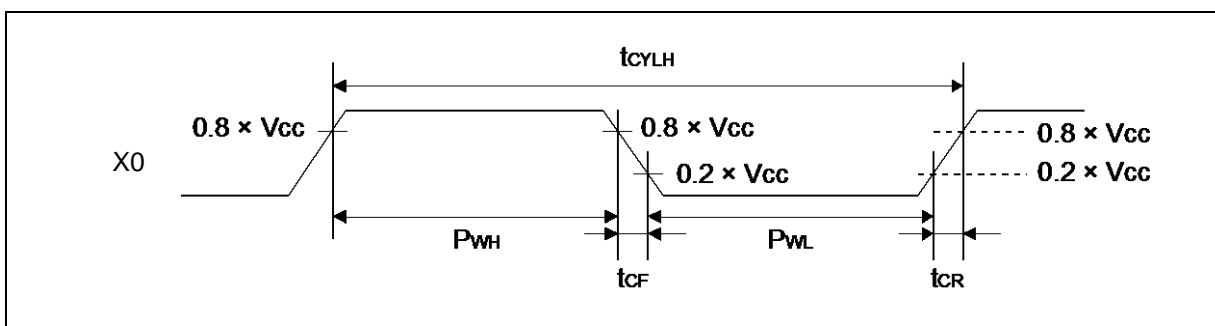 tCYLH
0.8 × Vcc
0.8 × Vcc
0.8 × Vcc
X0
0.2 × Vcc
0.2 × Vcc
PWH
PWL
tCF
tCR